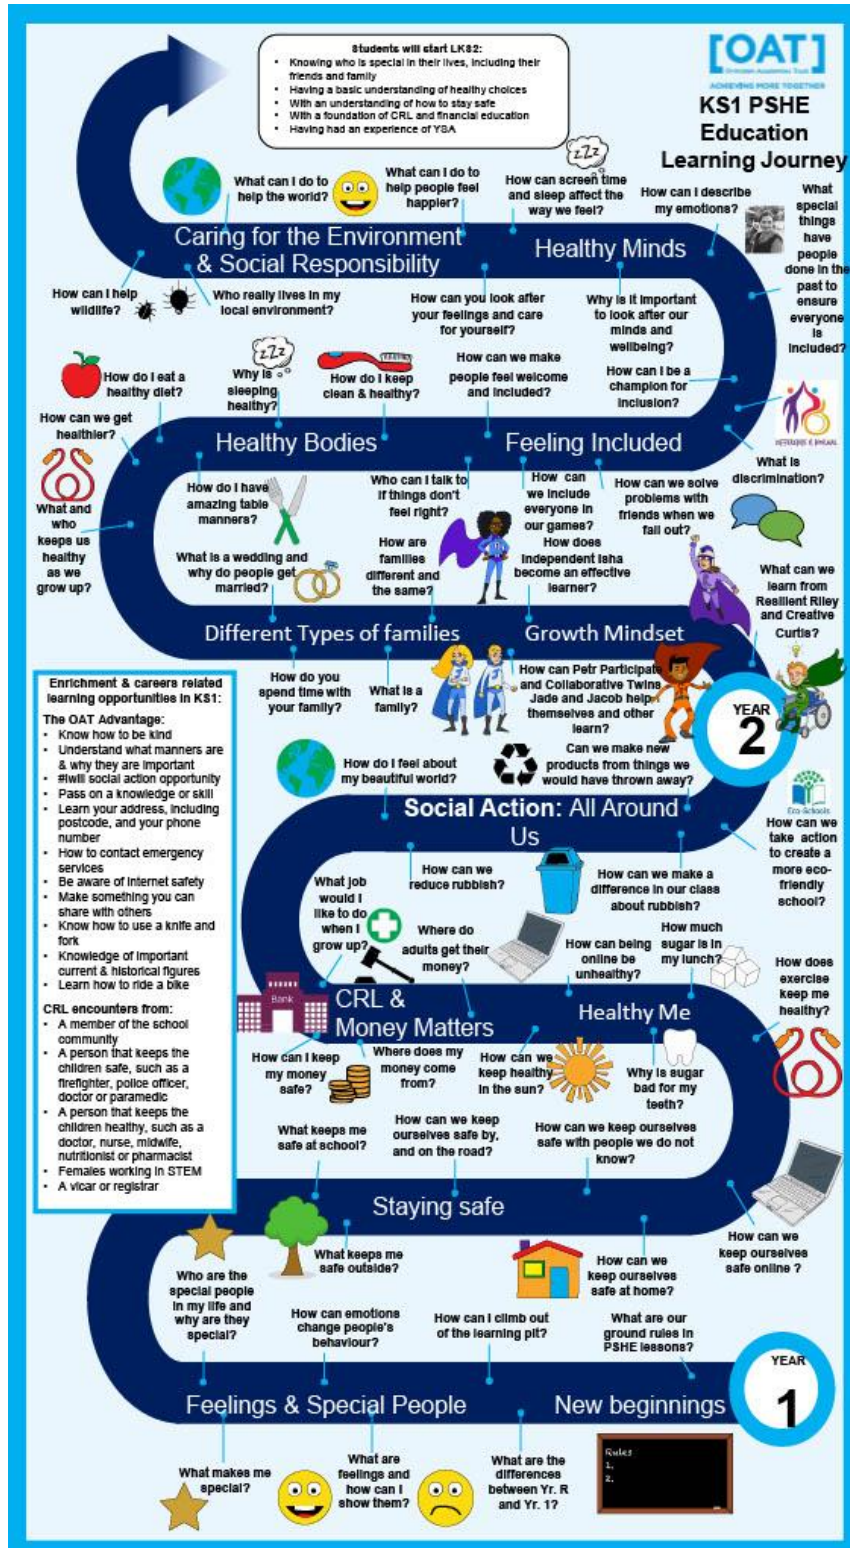 Students will start LKS2:
• Knowing who is special in their lives, including their
friends and family
• Having a basic understanding of healthy choices
• With an understanding of how to stay safe
• With a foundation of CRL and financial education
• Having had an experience of YSA
[OAT]
ACHIEVING MORE TOGETHER
KS1 PSHE
Education
Learning Journey
What can I do to
help the world?
What can I do to
help people feel
happier?
zZz
How can screen time
and sleep affect the
way we feel?
How can I describe
my emotions?
What
special
things
have
people
done in the
past to
ensure
everyone
is
included?
Caring for the Environment
& Social Responsibility
Healthy Minds
How can I help
wildlife?
Who really lives in my
local environment?
How can you look after
your feelings and care
for yourself?
Why is it important
to look after our
minds and
wellbeing?
How do I eat a
healthy diet?
zZz
Why is
sleeping
healthy?
How do I keep
clean & healthy?
How can we make
people feel welcome
and included?
How can I be a
champion for
inclusion?
How can we get
healthier?
Healthy Bodies
Feeling Included
What is
discrimination?
What and
who
keeps us
healthy
as we
grow up?
How do I have
amazing table
manners?
Who can I talk to
if things don't
feel right?
How can
we include
everyone in
our games?
How can we solve
problems with
friends when we
fall out?
What is a wedding and
why do people get
married?
How are
families
different and
the same?
How does
Independent Isha
become an effective
learner?
What can we
learn from
Resilient Riley
and Creative
Curtis?
Different Types of families
Growth Mindset
How do you
spend time with
your family?
What is a
family?
How can Petr Participate
and Collaborative Twins
Jade and Jacob help
themselves and other
learn?
YEAR
2
Enrichment & careers related
learning opportunities in KS1:
The OAT Advantage:
• Know how to be kind
• Understand what manners are
& why they are important
• #Iwill social action opportunity
• Pass on a knowledge or skill
• Learn your address, including
postcode, and your phone
number
• How to contact emergency
services
• Be aware of internet safety
• Make something you can
share with others
• Know how to use a knife and
fork
• Knowledge of important
current & historical figures
• Learn how to ride a bike
CRL encounters from:
• A member of the school
community
• A person that keeps the
children safe, such as a
firefighter, police officer,
doctor or paramedic
• A person that keeps the
children healthy, such as a
doctor, nurse, midwife,
nutritionist or pharmacist
• Females working in STEM
• A vicar or registrar
How do I feel about
my beautiful world?
Can we make new
products from things we
would have thrown away?
Eco-Schools
Social Action: All Around
Us
How can we
take action
to create a
more eco-
friendly
school?
How can we
reduce rubbish?
How can we make a
difference in our class
about rubbish?
What job
would I
like to do
when I
grow up?
Where do
adults get their
money?
How can being
online be
unhealthy?
How much
sugar is in
my lunch?
How does
exercise
keep me
healthy?
Bank
CRL &
Money Matters
Healthy Me
How can I keep
my money
safe?
Where does my
money come
from?
How can we
keep healthy
in the sun?
Why is sugar
bad for my
teeth?
What keeps me
safe at school?
How can we keep
ourselves safe by,
and on the road?
How can we keep ourselves
safe with people we do not
know?
Staying safe
How can we
keep ourselves
safe online ?
What keeps me
safe outside?
How can we
keep ourselves
safe at home?
Who are the
special people
in my life and
why are they
special?
How can emotions
change people's
behaviour?
How can I climb out
of the learning pit?
What are our
ground rules in
PSHE lessons?
YEAR
1
Feelings & Special People
New beginnings
What makes me
special?
What are
feelings and
how can I
show them?
What are the
differences
between Yr. R
and Yr. 1?
Rules
1.
2.